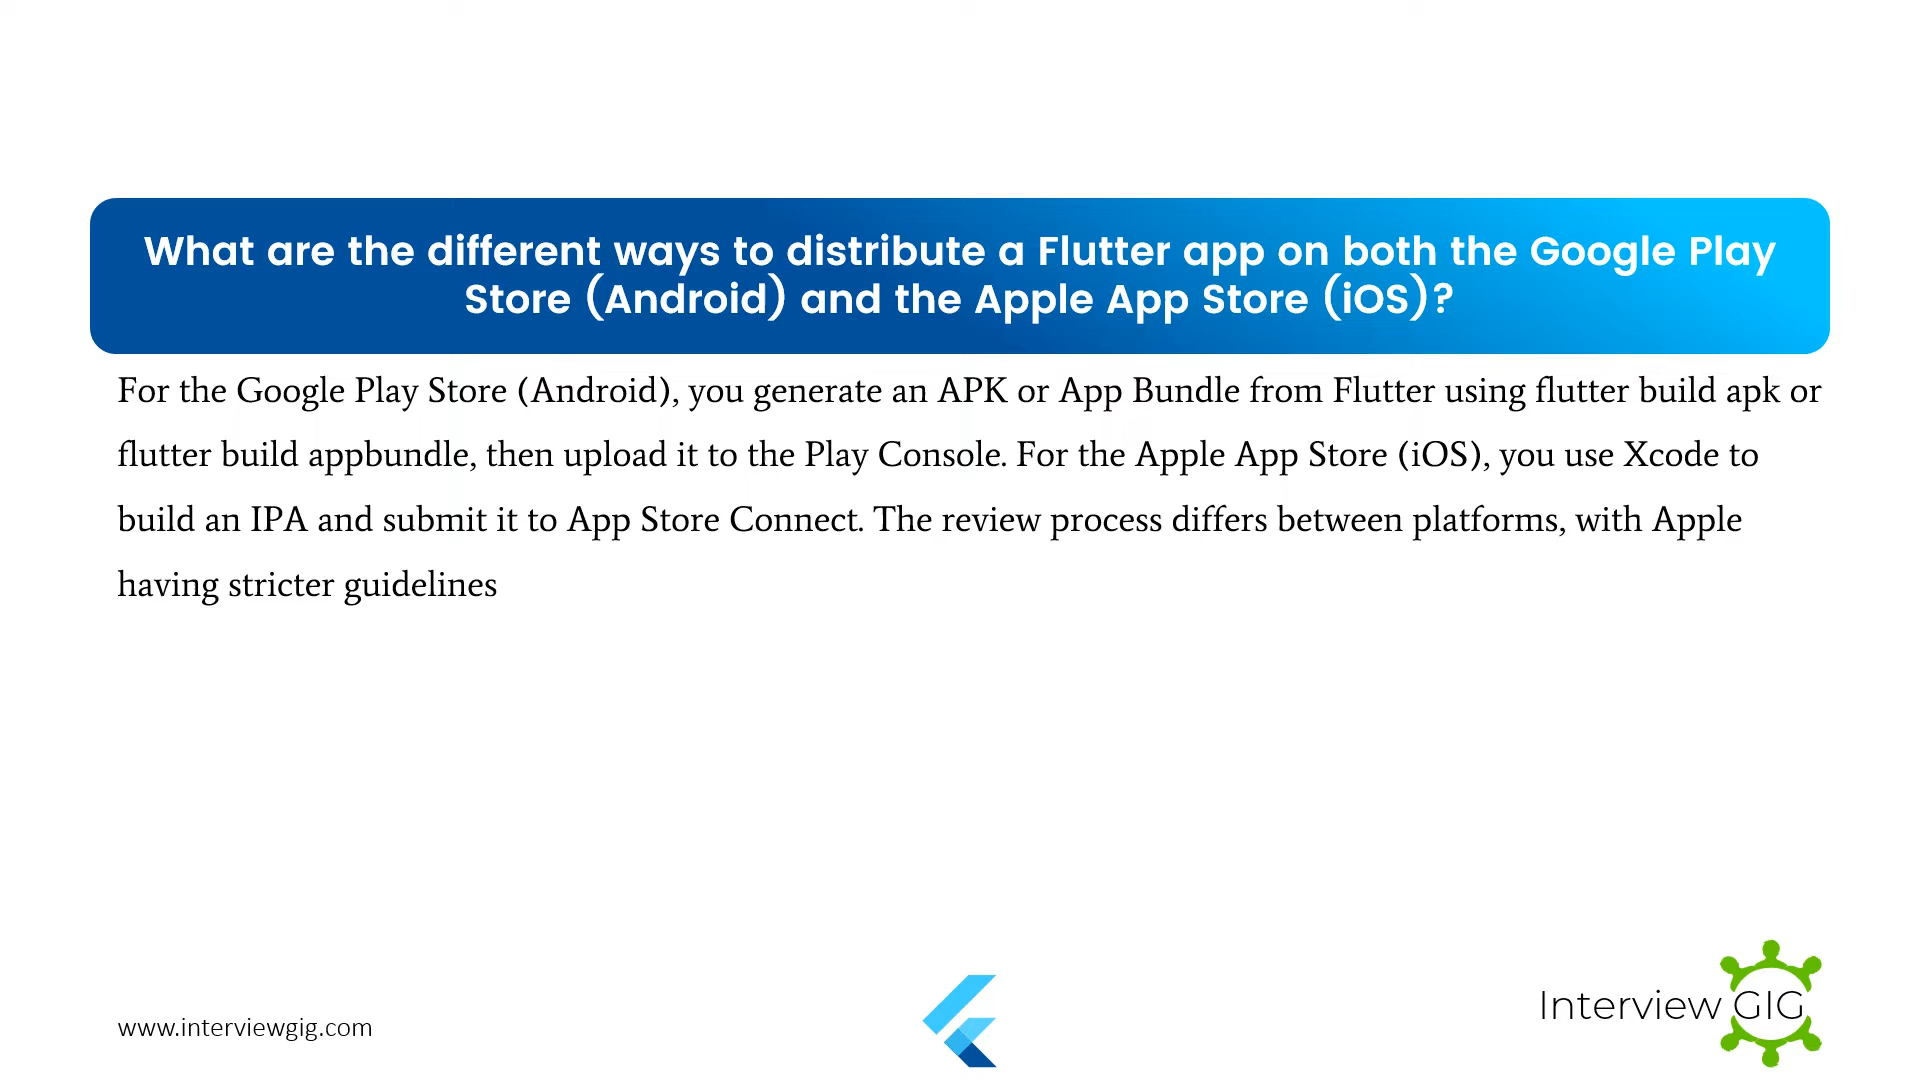 What are the different ways to distribute a Flutter app on both the Google Play
Store (Android) and the Apple App Store (iOS)?
For the Google Play Store (Android), you generate an APK or App Bundle from Flutter using flutter build apk or
flutter build appbundle, then upload it to the Play Console. For the Apple App Store (iOS), you use Xcode to
build an IPA and submit it to App Store Connect. The review process differs between platforms, with Apple
having stricter guidelines
www.interviewgig.com
Interview GIG